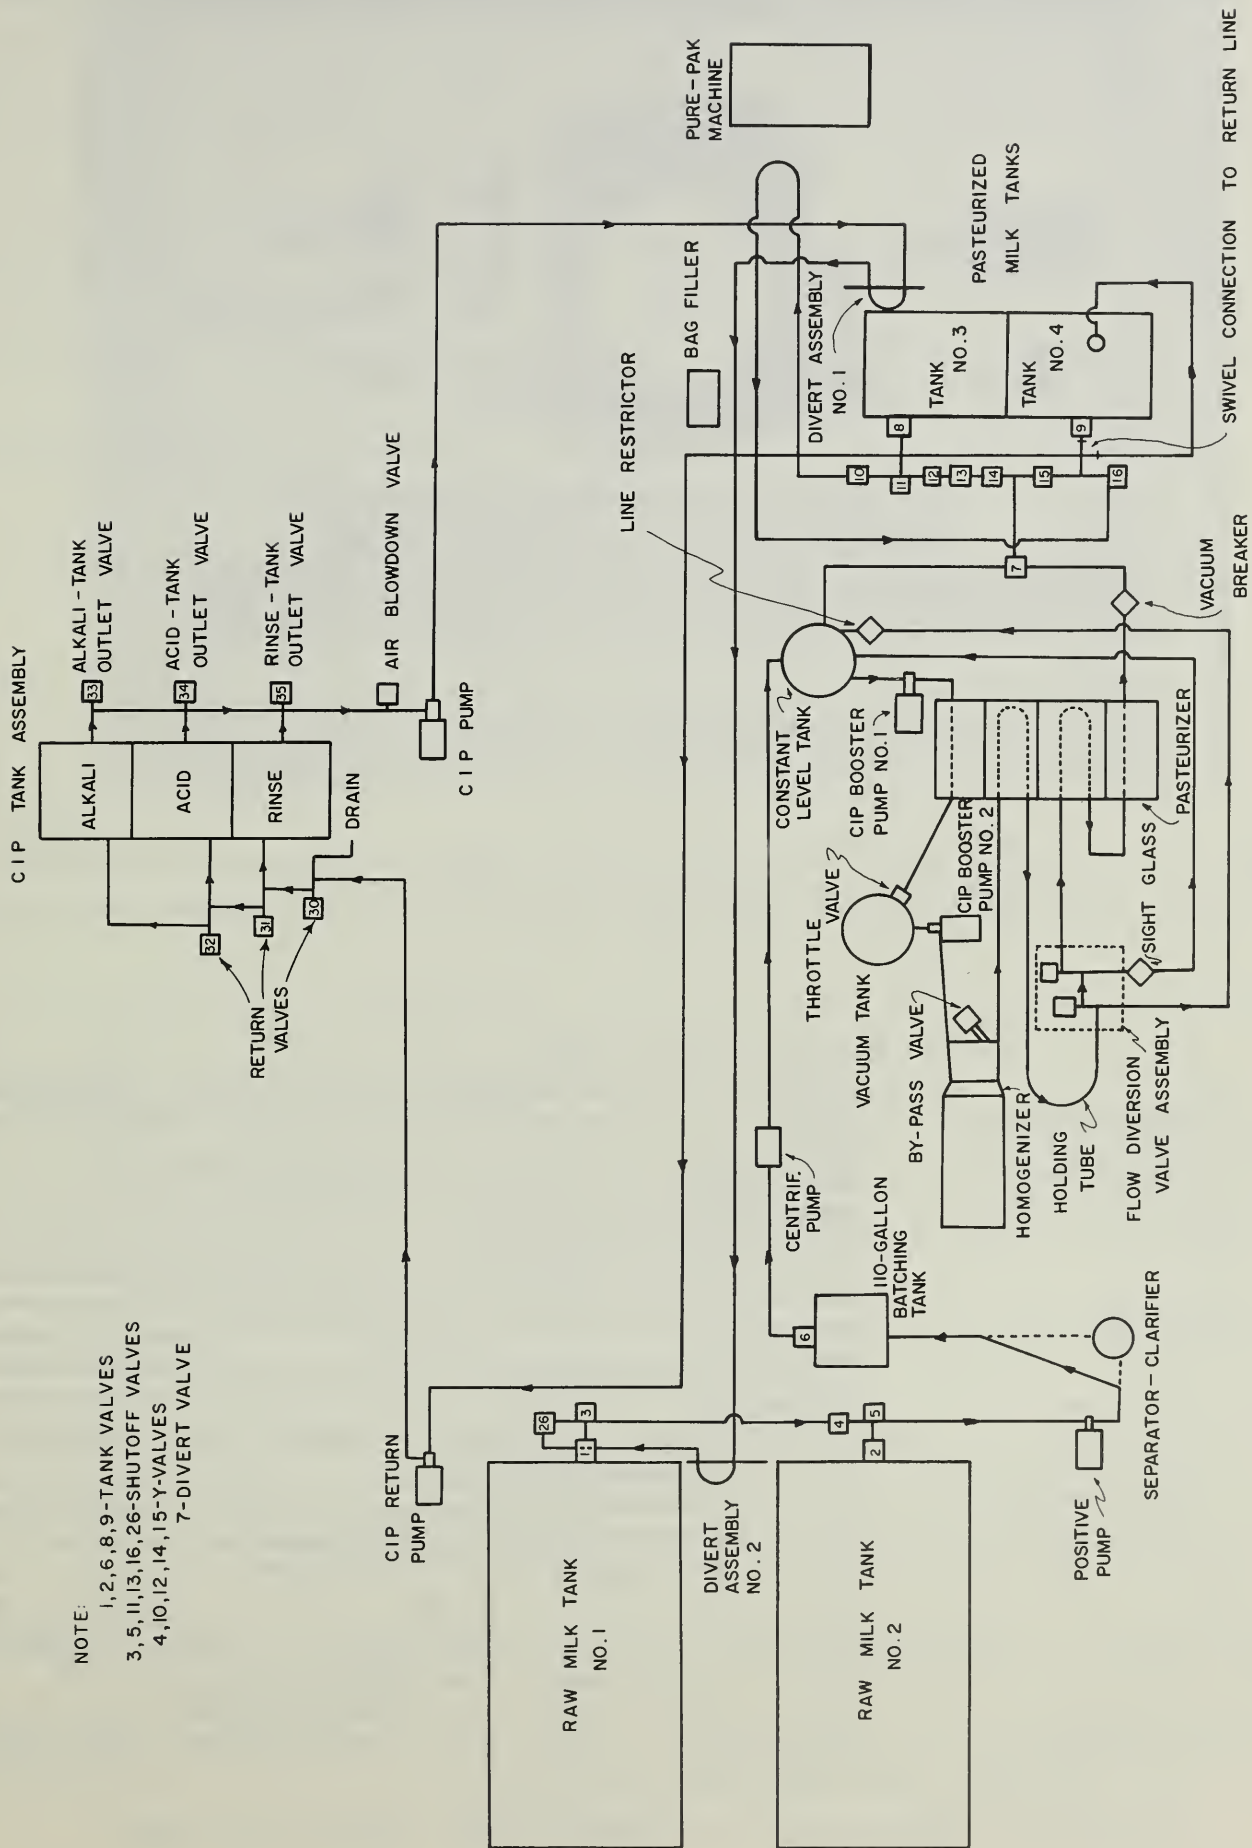 NOTE:
1,2,6,8,9-TANK VALVES
3,5,11,13,16,26-SHUTOFF VALVES
4,10,12,14,15-Y-VALVES
7-DIVERT VALVE
CIP TANK ASSEMBLY
ALKALI
ACID
RINSE
33
ALKALI-TANK
OUTLET VALVE
34
ACID-TANK
OUTLET VALVE
35
RINSE-TANK
OUTLET VALVE
AIR BLOWDOWN VALVE
CIP PUMP
DRAIN
32
31
30
RETURN
VALVES
CIP RETURN
PUMP
RAW MILK TANK
NO.1
RAW MILK TANK
NO.2
DIVERT
ASSEMBLY
NO.2
26
3
1
4
5
2
POSITIVE
PUMP
SEPARATOR-CLARIFIER
6
110-GALLON
BATCHING
TANK
CENTRIF.
PUMP
CONSTANT
LEVEL TANK
LINE RESTRICTOR
CIP BOOSTER
PUMP NO.1
THROTTLE
VALVE
VACUUM TANK
CIP BOOSTER
PUMP NO.2
BY-PASS VALVE
HOMOGENIZER
HOLDING
TUBE
FLOW DIVERSION
VALVE ASSEMBLY
SIGHT GLASS
PASTEURIZER
VACUUM
BREAKER
7
BAG FILLER
PURE-PAK
MACHINE
DIVERT ASSEMBLY
NO.1
10
11
12
13
14
15
16
8
9
TANK
NO.3
TANK
NO.4
PASTEURIZED
MILK TANKS
SWIVEL CONNECTION TO RETURN LINE